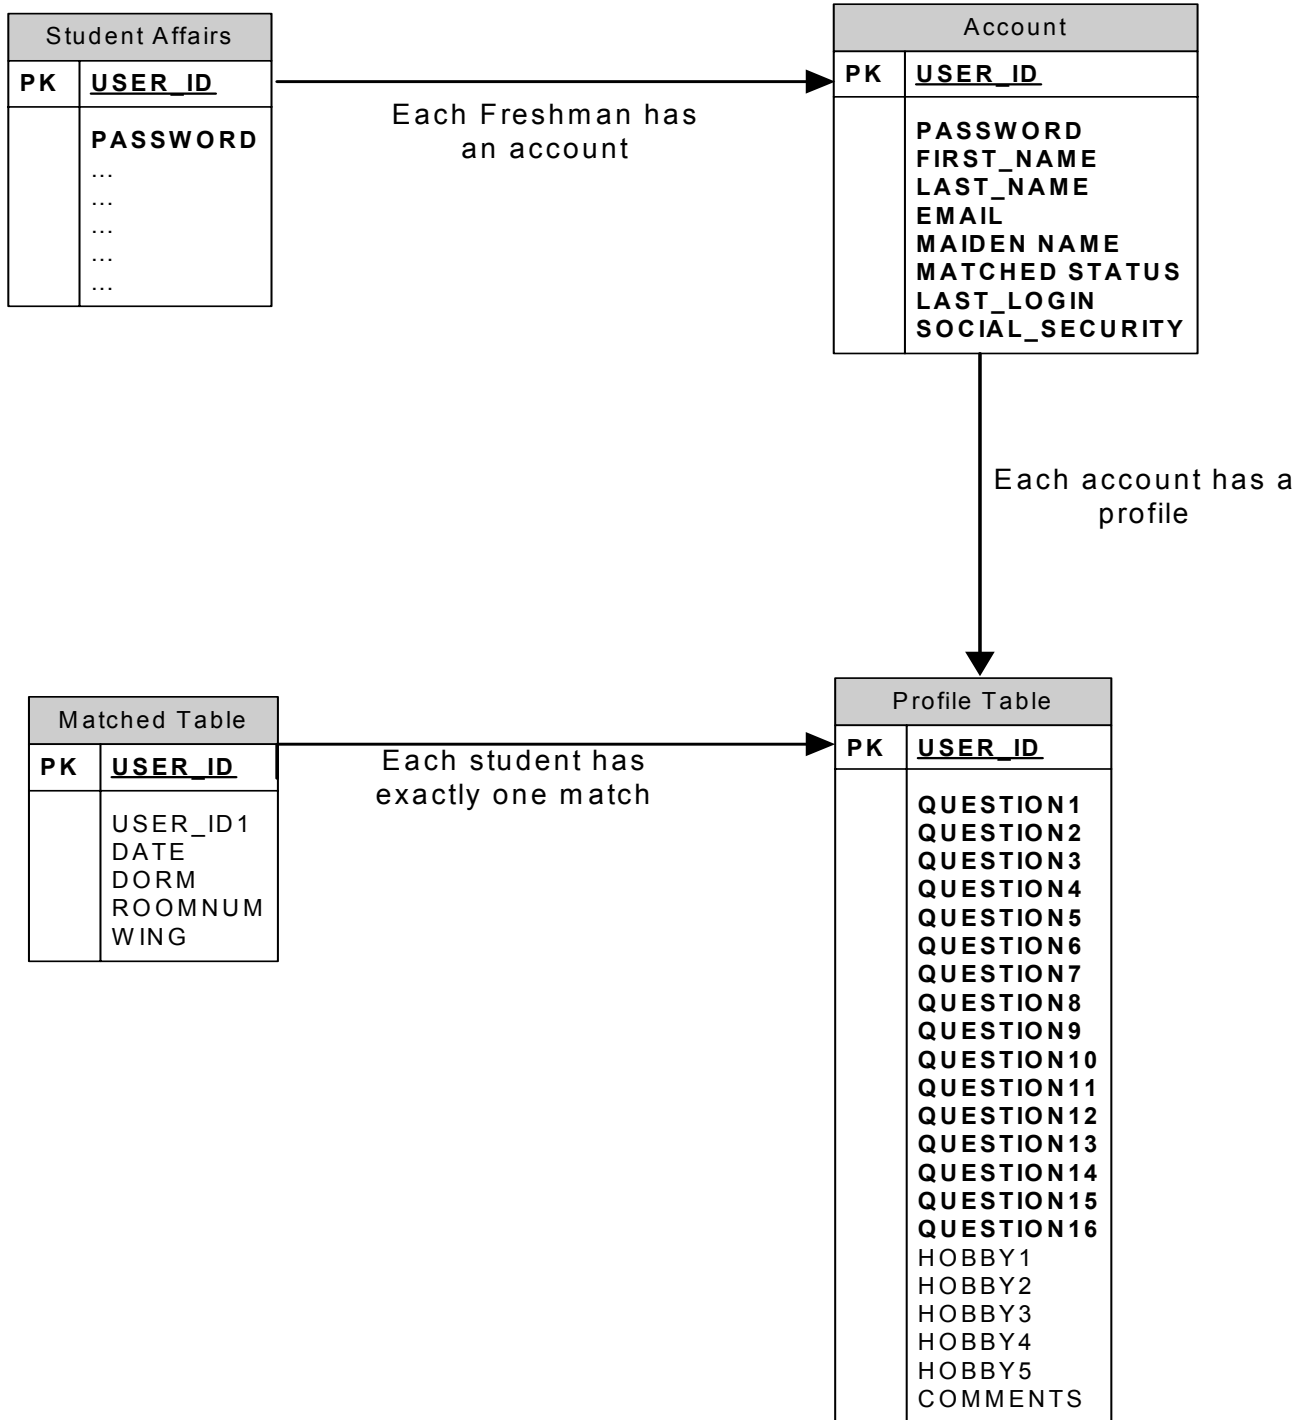 Student Affairs
PK USER_ID
PASSWORD
...
...
...
...
...
Each Freshman has
an account
Account
PK USER_ID
PASSWORD
FIRST_NAME
LAST_NAME
EMAIL
MAIDEN NAME
MATCHED STATUS
LAST_LOGIN
SOCIAL_SECURITY
Each account has a
profile
Matched Table
PK USER_ID
USER_ID1
DATE
DORM
ROOMNUM
WING
Each student has
exactly one match
Profile Table
PK USER_ID
QUESTION1
QUESTION2
QUESTION3
QUESTION4
QUESTION5
QUESTION6
QUESTION7
QUESTION8
QUESTION9
QUESTION10
QUESTION11
QUESTION12
QUESTION13
QUESTION14
QUESTION15
QUESTION16
HOBBY1
HOBBY2
HOBBY3
HOBBY4
HOBBY5
COMMENTS